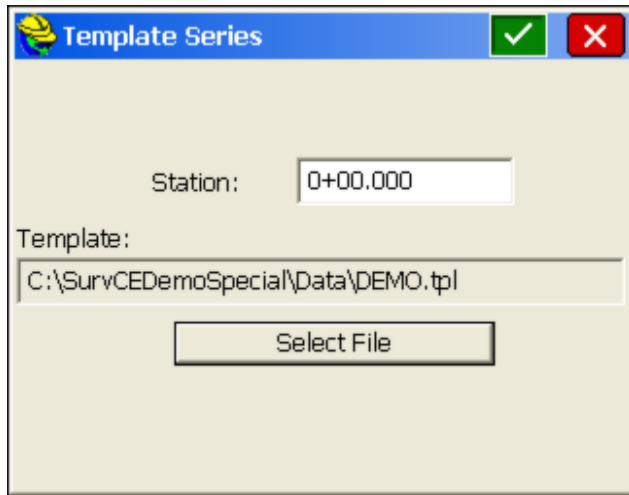 Template Series
Station: 0+00.000
Template:
C:\SurvCEDemoSpecial\Data\DEMO.tpl
Select File